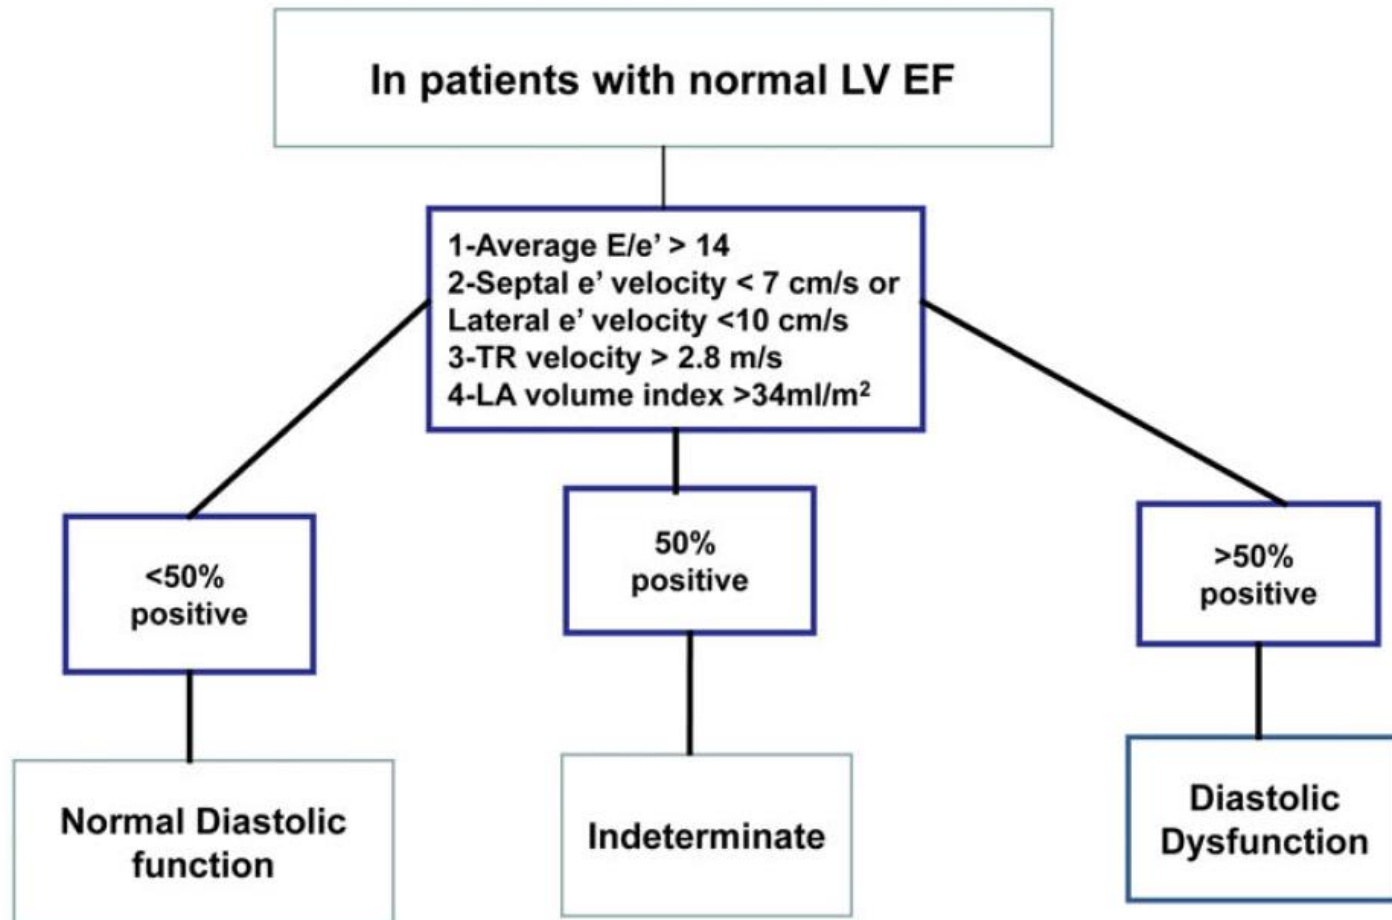 In patients with normal LV EF
1-Average E/e’ > 14
2-Septal e’ velocity < 7 cm/s or
Lateral e’ velocity <10 cm/s
3-TR velocity > 2.8 m/s
4-LA volume index >34ml/m²
<50%
positive
50%
positive
>50%
positive
Normal Diastolic
function
Indeterminate
Diastolic
Dysfunction